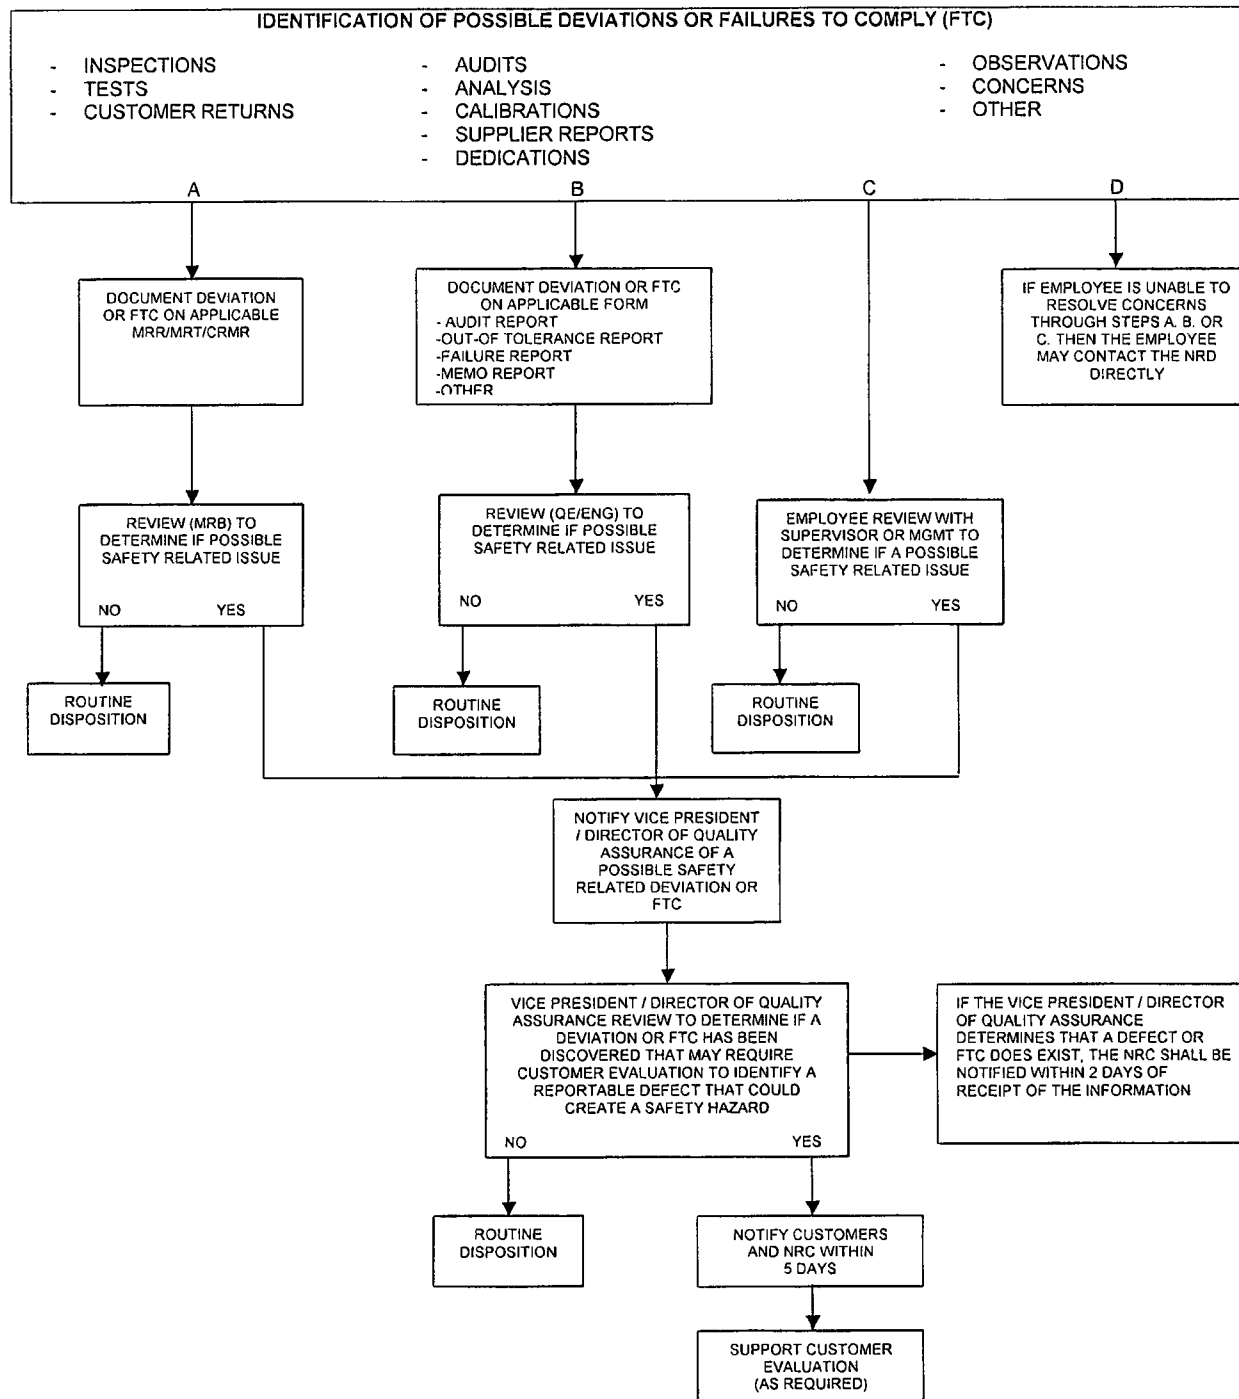 IDENTIFICATION OF POSSIBLE DEVIATIONS OR FAILURES TO COMPLY (FTC)
- INSPECTIONS
- TESTS
- CUSTOMER RETURNS
- AUDITS
- ANALYSIS
- CALIBRATIONS
- SUPPLIER REPORTS
- DEDICATIONS
- OBSERVATIONS
- CONCERNS
- OTHER
A
B
C
D
DOCUMENT DEVIATION
OR FTC ON APPLICABLE
MRR/MRT/CRMR
DOCUMENT DEVIATION OR FTC
ON APPLICABLE FORM
- AUDIT REPORT
-OUT-OF TOLERANCE REPORT
-FAILURE REPORT
-MEMO REPORT
-OTHER
IF EMPLOYEE IS UNABLE TO
RESOLVE CONCERNS
THROUGH STEPS A. B. OR
C. THEN THE EMPLOYEE
MAY CONTACT THE NRD
DIRECTLY
REVIEW (MRB) TO
DETERMINE IF POSSIBLE
SAFETY RELATED ISSUE
NO YES
REVIEW (QE/ENG) TO
DETERMINE IF POSSIBLE
SAFETY RELATED ISSUE
NO YES
EMPLOYEE REVIEW WITH
SUPERVISOR OR MGMT TO
DETERMINE IF A POSSIBLE
SAFETY RELATED ISSUE
NO YES
ROUTINE
DISPOSITION
ROUTINE
DISPOSITION
ROUTINE
DISPOSITION
NOTIFY VICE PRESIDENT
/ DIRECTOR OF QUALITY
ASSURANCE OF A
POSSIBLE SAFETY
RELATED DEVIATION OR
FTC
VICE PRESIDENT / DIRECTOR OF QUALITY
ASSURANCE REVIEW TO DETERMINE IF A
DEVIATION OR FTC HAS BEEN
DISCOVERED THAT MAY REQUIRE
CUSTOMER EVALUATION TO IDENTIFY A
REPORTABLE DEFECT THAT COULD
CREATE A SAFETY HAZARD
NO YES
IF THE VICE PRESIDENT / DIRECTOR
OF QUALITY ASSURANCE
DETERMINES THAT A DEFECT OR
FTC DOES EXIST, THE NRC SHALL BE
NOTIFIED WITHIN 2 DAYS OF
RECEIPT OF THE INFORMATION
ROUTINE
DISPOSITION
NOTIFY CUSTOMERS
AND NRC WITHIN
5 DAYS
SUPPORT CUSTOMER
EVALUATION
(AS REQUIRED)